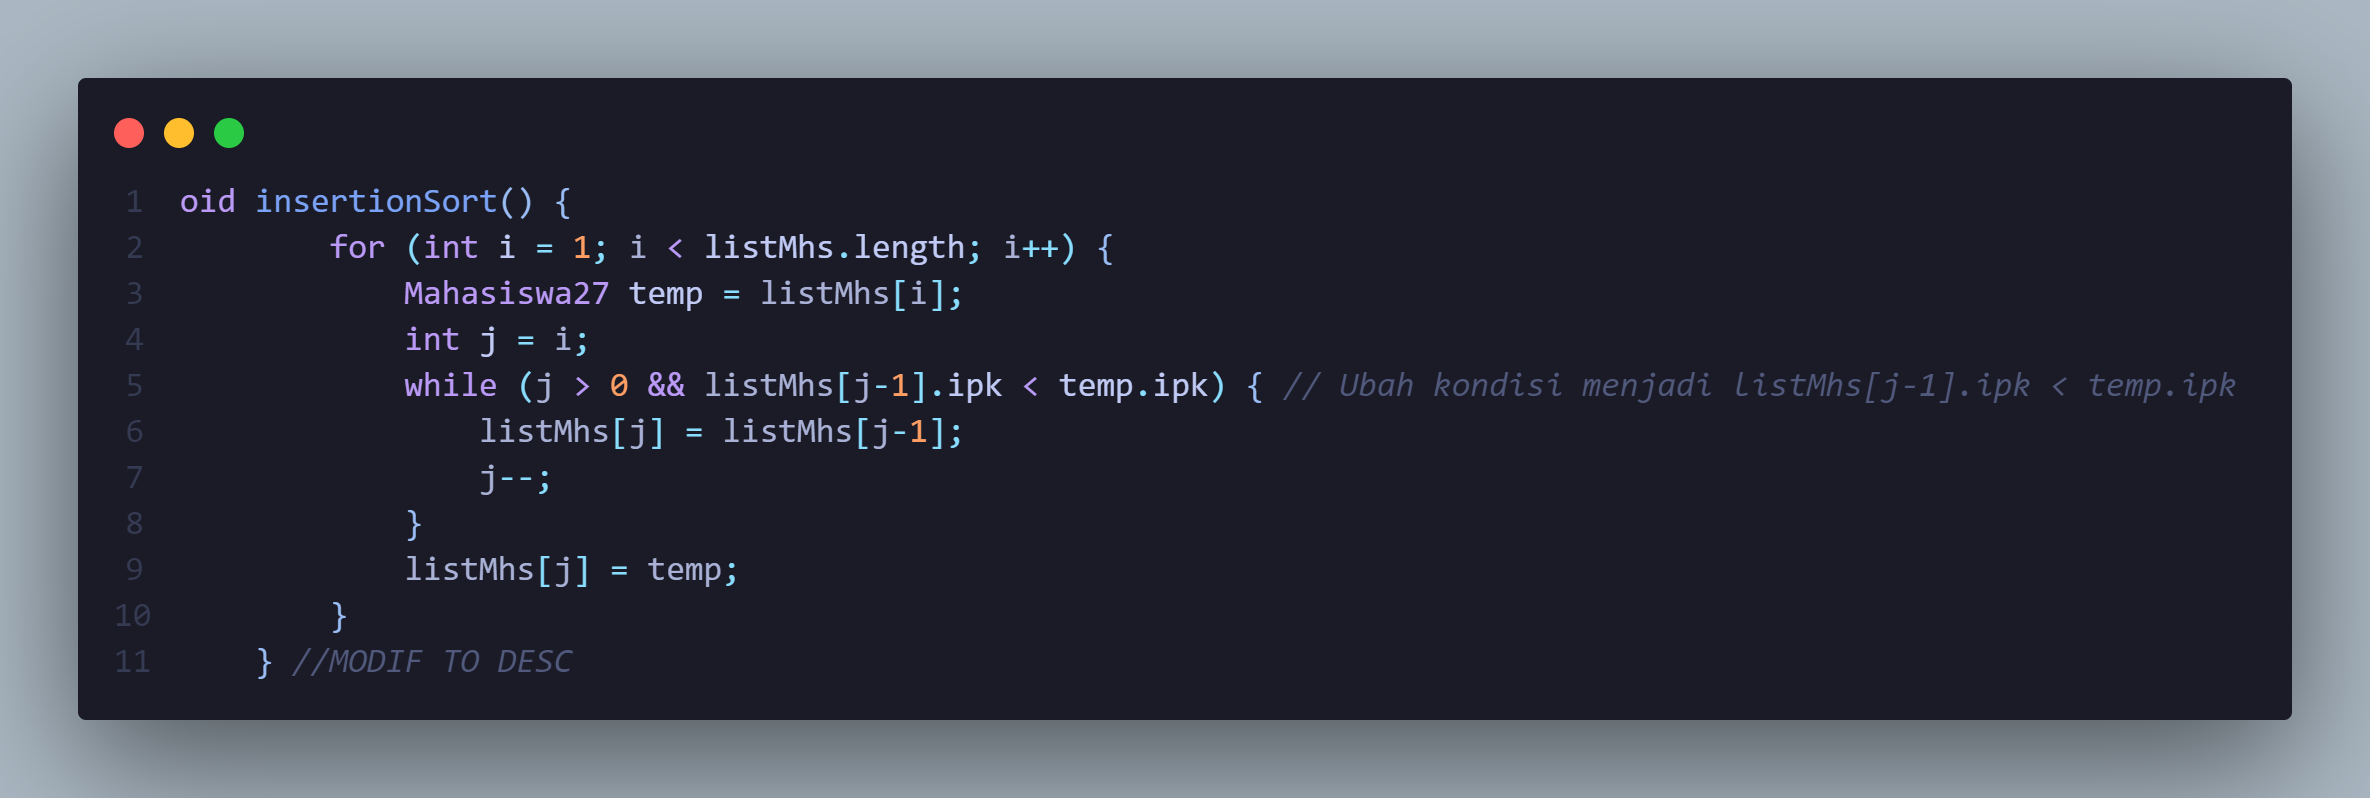 1 oid insertionSort() {
2         for (int i = 1; i < listMhs.length; i++) {
3             Mahasiswa27 temp = listMhs[i];
4             int j = i;
5             while (j > 0 && listMhs[j-1].ipk < temp.ipk) { // Ubah kondisi menjadi listMhs[j-1].ipk < temp.ipk
6                 listMhs[j] = listMhs[j-1];
7                 j--;
8             }
9             listMhs[j] = temp;
10         }
11     } //MODIF TO DESC